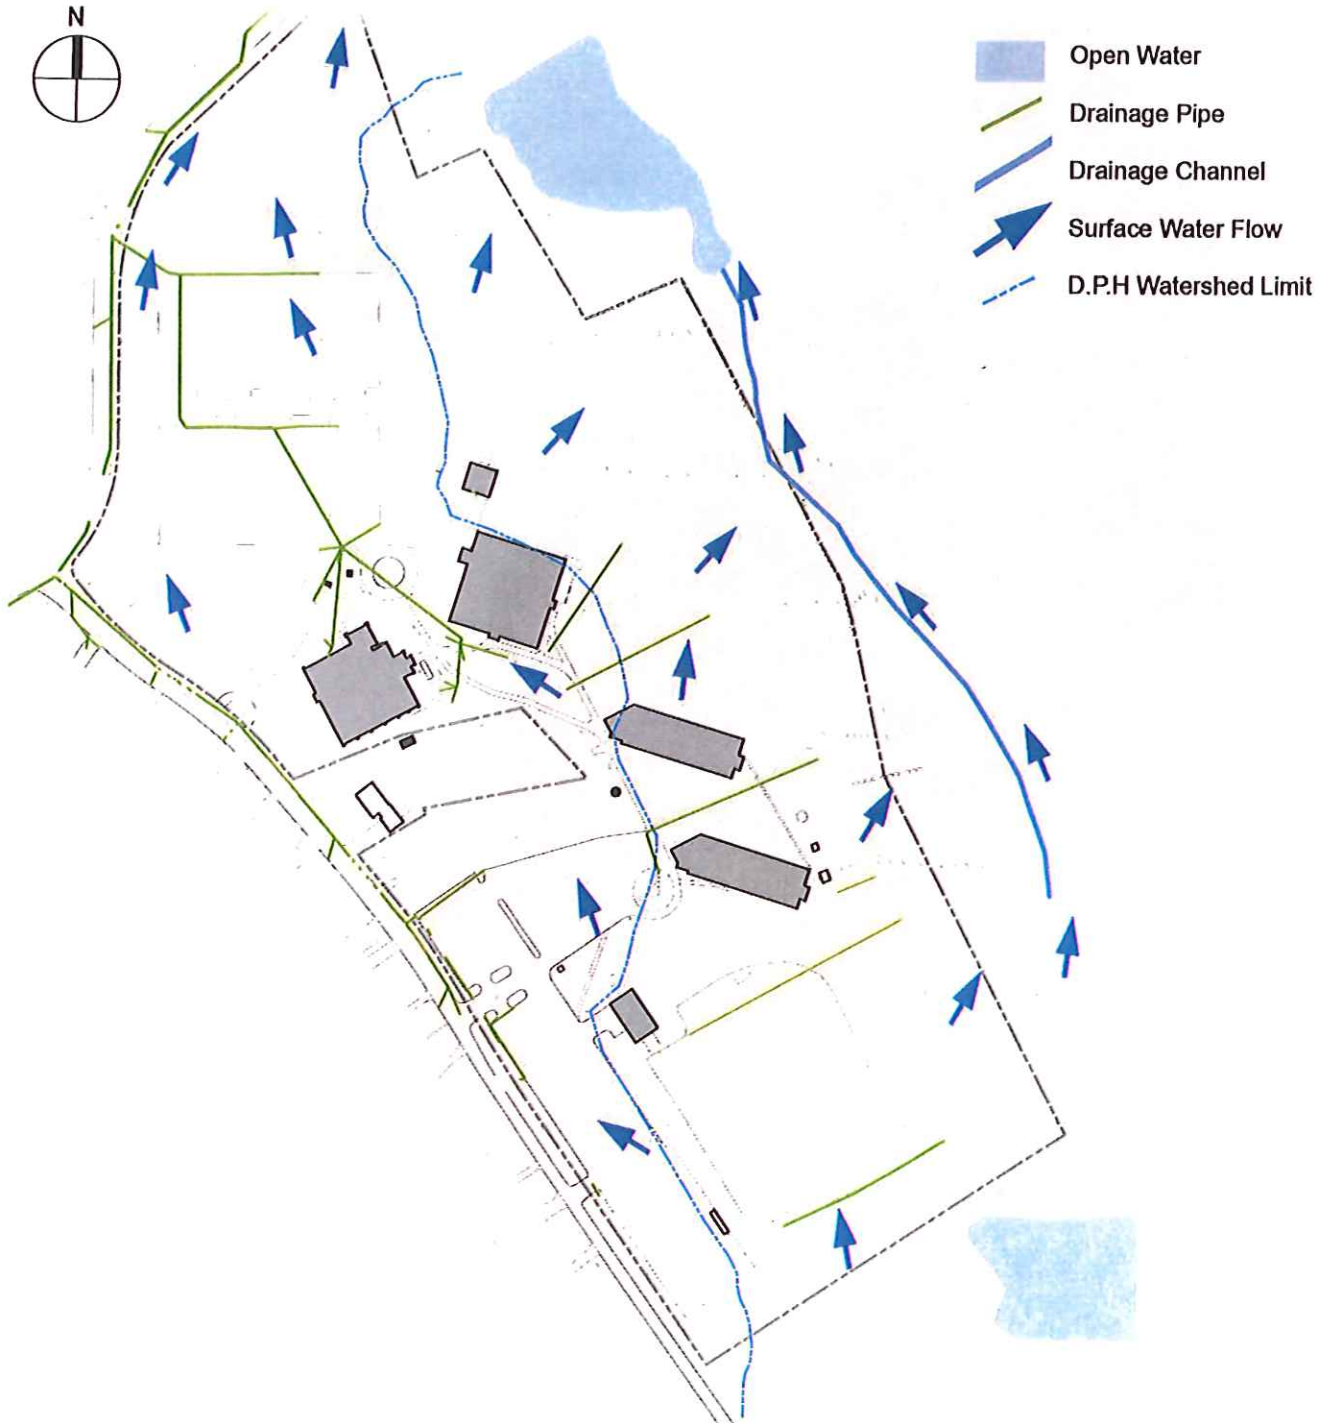 N
Open Water
Drainage Pipe
Drainage Channel
Surface Water Flow
D.P.H Watershed Limit